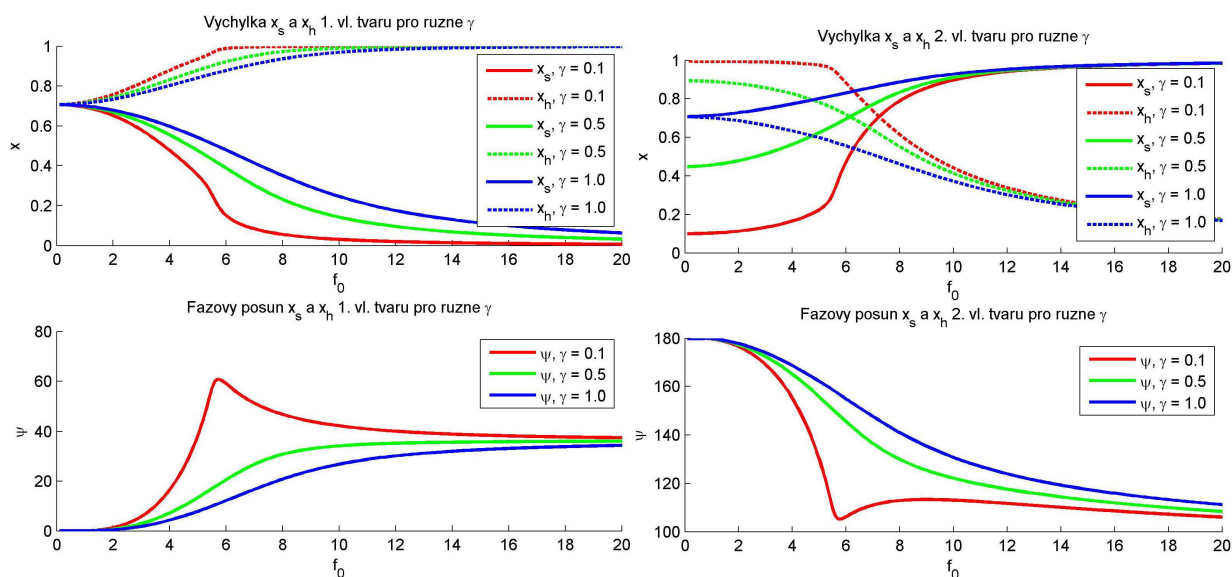 Vychylka x_s a x_h 1. vl. tvaru pro ruzne γ
1
0.8
0.6
0.4
0.2
0
x
0 2 4 6 8 10 12 14 16 18 20
f_0
x_s, γ = 0.1
x_h, γ = 0.1
x_s, γ = 0.5
x_h, γ = 0.5
x_s, γ = 1.0
x_h, γ = 1.0
Vychylka x_s a x_h 2. vl. tvaru pro ruzne γ
1
0.8
0.6
0.4
0.2
0
x
0 2 4 6 8 10 12 14 16 18 20
f_0
x_s, γ = 0.1
x_h, γ = 0.1
x_s, γ = 0.5
x_h, γ = 0.5
x_s, γ = 1.0
x_h, γ = 1.0
Fazovy posun x_s a x_h 1. vl. tvaru pro ruzne γ
80
60
40
20
0
ψ
0 2 4 6 8 10 12 14 16 18 20
f_0
ψ, γ = 0.1
ψ, γ = 0.5
ψ, γ = 1.0
Fazovy posun x_s a x_h 2. vl. tvaru pro ruzne γ
180
160
140
120
100
ψ
0 2 4 6 8 10 12 14 16 18 20
f_0
ψ, γ = 0.1
ψ, γ = 0.5
ψ, γ = 1.0